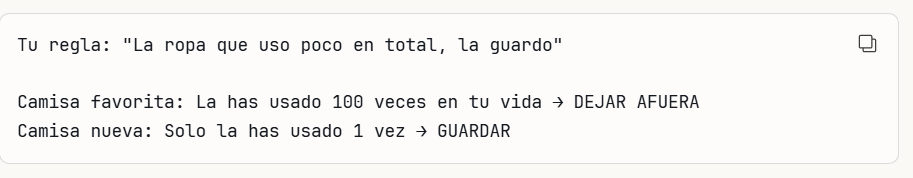 Tu regla: "La ropa que uso poco en total, la guardo"
Camisa favorita: La has usado 100 veces en tu vida → DEJAR AFUERA
Camisa nueva: Solo la has usado 1 vez → GUARDAR